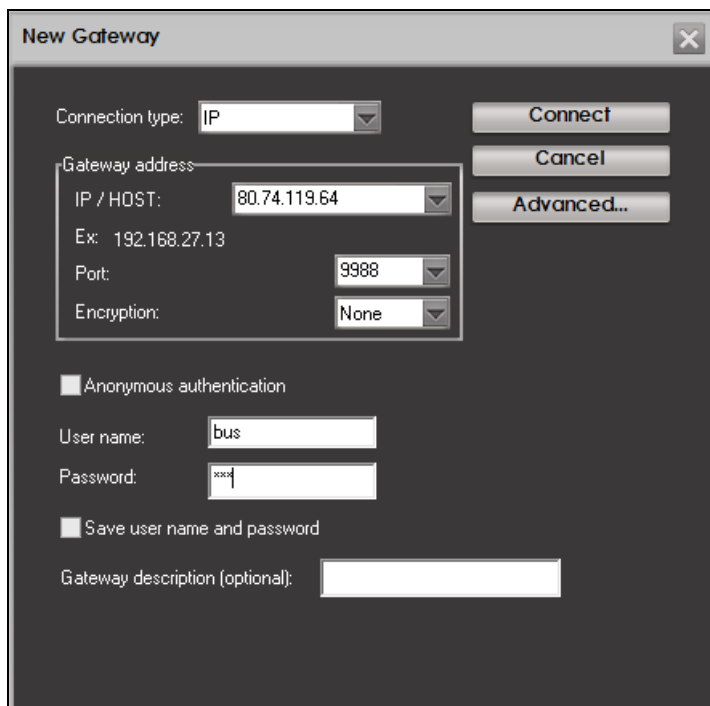 New Gateway
Connection type: IP
Connect
Gateway address
Cancel
IP / HOST: 80.74.119.64
Advanced...
Ex: 192.168.27.13
Port: 9988
Encryption: None
Anonymous authentication
User name: bus
Password: ***
Save user name and password
Gateway description (optional):